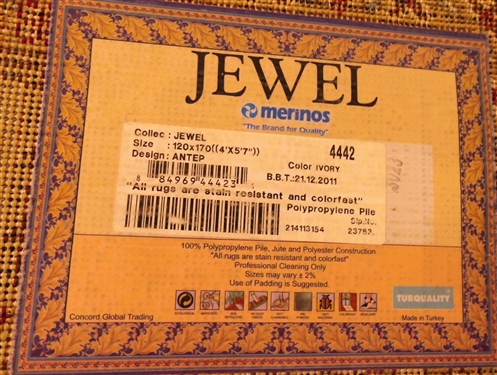 JEWEL
merinos
"The Brand for Quality"
Collec : JEWEL
Size : 120x170((4'X5'7"))
4442
Design: ANTEP
Color IVORY
B.B.T.:21.12.2011
8 84969 44423
"All rugs are stain resistant and colorfast"
Polypropylene Pile
214113154
100% Polypropylene Pile, Jute and Polyester Construction
"All rugs are stain resistant and colorfast"
Professional Cleaning Only
Sizes may vary ± 2%
Use of Padding is Suggested.
TURQUALITY
Concord Global Trading
Made in Turkey